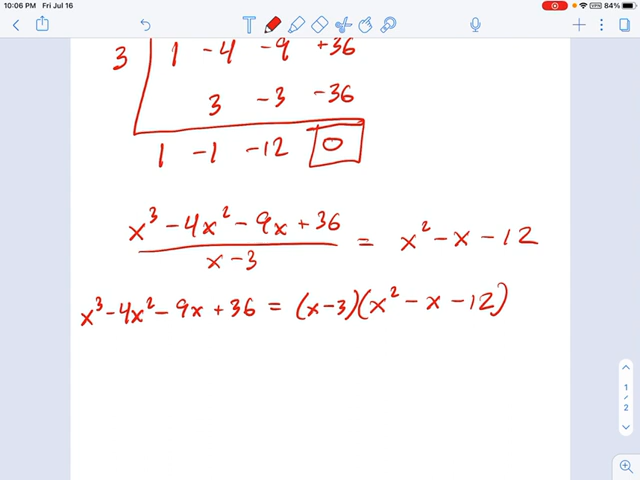 10:06 PM Fri Jul 16
VPN 84%
3 | 1 -4 -9 +36
3 -3 -36
1 -1 -12 0
x³ - 4x² - 9x + 36
= x² - x - 12
x - 3
x³ - 4x² - 9x + 36 = (x - 3)(x² - x - 12)
1
2